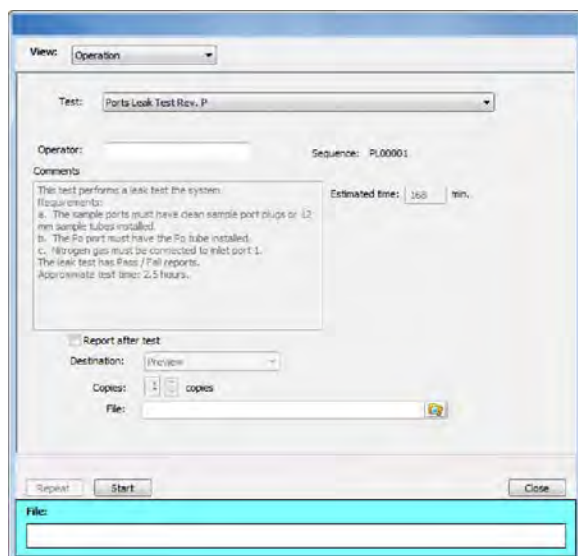 View: Operation
Test: Ports Leak Test Rev. P
Operator:
Sequence: PL00001
Comments
This test performs a leak test the system.
Requirements:
a. The sample ports must have clean sample port plugs or 12
mm sample tubes installed.
b. The Po port must have the Po tube installed.
c. Nitrogen gas must be connected to inlet port 1.
The leak test has Pass / Fail reports.
Approximate test time: 2.5 hours.
Estimated time: 168 min.
Report after test
Destination: Preview
Copies: 1 copies
File:
Repeat Start Close
File: